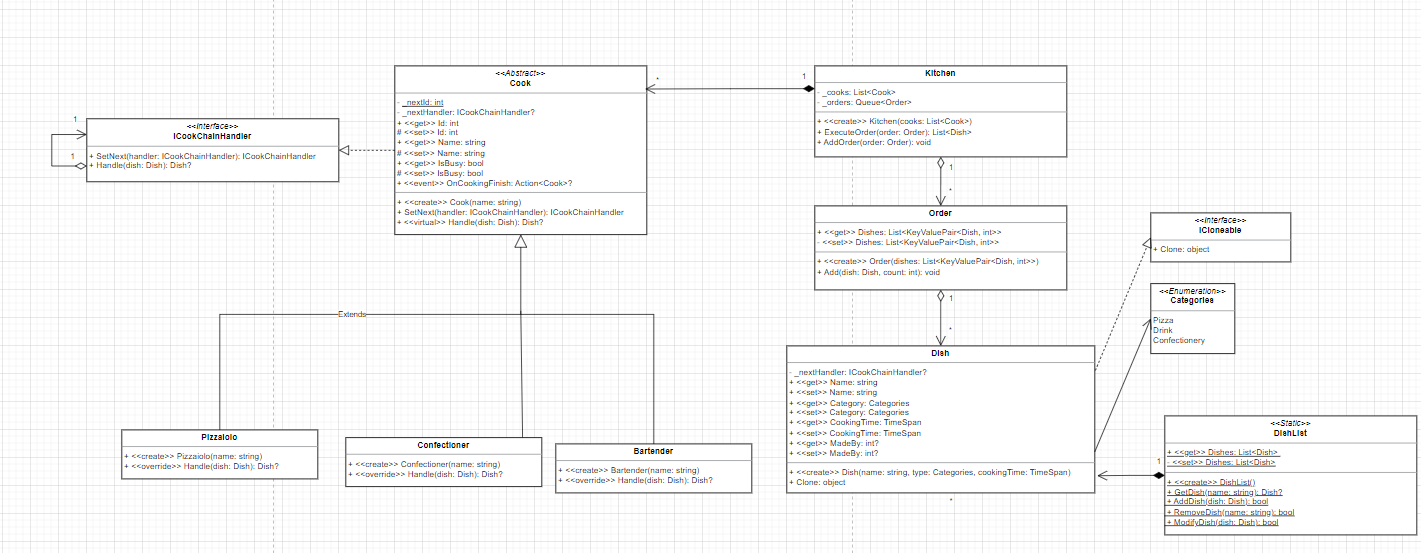 <<Interface>>
ICookChainHandler
+ SetNext(handler: ICookChainHandler): ICookChainHandler
+ Handle(dish: Dish): Dish?
1
1
<<Abstract>>
Cook
- _nextId: int
- _nextHandler: ICookChainHandler?
+ <<get>> Id: int
# <<set>> Id: int
+ <<get>> Name: string
# <<set>> Name: string
+ <<get>> IsBusy: bool
# <<set>> IsBusy: bool
+ <<event>> OnCookingFinish: Action<Cook>?
+ <<create>> Cook(name: string)
+ SetNext(handler: ICookChainHandler): ICookChainHandler
+ <<virtual>> Handle(dish: Dish): Dish?
*
1
Kitchen
- _cooks: List<Cook>
- _orders: Queue<Order>
+ <<create>> Kitchen(cooks: List<Cook>)
+ ExecuteOrder(order: Order): List<Dish>
+ AddOrder(order: Order): void
1
*
Order
+ <<get>> Dishes: List<KeyValuePair<Dish, int>>
- <<set>> Dishes: List<KeyValuePair<Dish, int>>
+ <<create>> Order(dishes: List<KeyValuePair<Dish, int>>)
+ Add(dish: Dish, count: int): void
1
*
<<Interface>>
ICloneable
+ Clone: object
<<Enumeration>>
Categories
Pizza
Drink
Confectionery
Extends
Dish
- _nextHandler: ICookChainHandler?
+ <<get>> Name: string
+ <<set>> Name: string
+ <<get>> Category: Categories
+ <<set>> Category: Categories
+ <<get>> CookingTime: TimeSpan
+ <<set>> CookingTime: TimeSpan
+ <<get>> MadeBy: int?
+ <<set>> MadeBy: int?
+ <<create>> Dish(name: string, type: Categories, cookingTime: TimeSpan)
+ Clone: object
*
1
<<Static>>
DishList
+ <<get>> Dishes: List<Dish>
- <<set>> Dishes: List<Dish>
+ <<create>> DishList()
+ GetDish(name: string): Dish?
+ AddDish(dish: Dish): bool
+ RemoveDish(name: string): bool
+ ModifyDish(dish: Dish): bool
Pizzaiolo
+ <<create>> Pizzaiolo(name: string)
+ <<override>> Handle(dish: Dish): Dish?
Confectioner
+ <<create>> Confectioner(name: string)
+ <<override>> Handle(dish: Dish): Dish?
Bartender
+ <<create>> Bartender(name: string)
+ <<override>> Handle(dish: Dish): Dish?